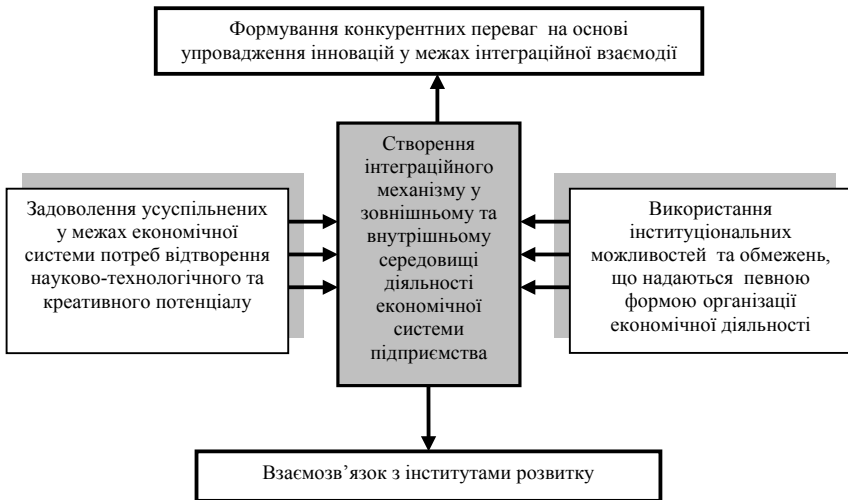 Формування конкурентних переваг на основі
упровадження інновацій у межах інтеграційної взаємодії
Задоволення усуспільнених
у межах економічної
системи потреб відтворення
науково-технологічного та
креативного потенціалу
Створення
інтеграційного
механізму у
зовнішньому та
внутрішньому
середовищі
діяльності
економічної
системи
підприємства
Використання
інституціональних
можливостей та обмежень,
що надаються певною
формою організації
економічної діяльності
Взаємозв’язок з інститутами розвитку